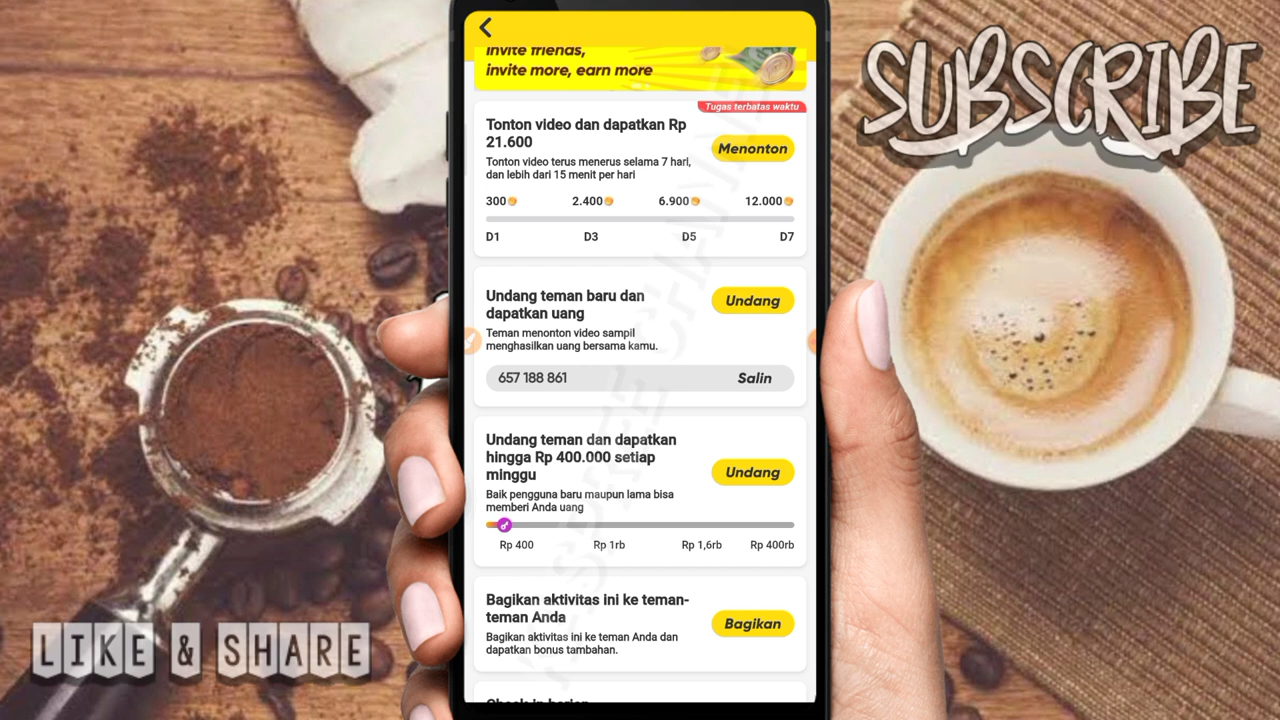 SUBSCRIBE
invite friends,
invite more, earn more
Tugas terbatas waktu
Tonton video dan dapatkan Rp
21.600
Menonton
Tonton video terus menerus selama 7 hari,
dan lebih dari 15 menit per hari
300 2.400 6.900 12.000
D1 D3 D5 D7
Undang teman baru dan
dapatkan uang
Undang
Teman menonton video sampil
menghasilkan uang bersama kamu.
657 188 861 Salin
Undang teman dan dapatkan
hingga Rp 400.000 setiap
minggu
Undang
Baik pengguna baru maupun lama bisa
memberi Anda uang
Rp 400 Rp 1rb Rp 1,6rb Rp 400rb
Bagikan aktivitas ini ke teman-
teman Anda
Bagikan
Bagikan aktivitas ini ke teman Anda dan
dapatkan bonus tambahan.
LIKE & SHARE